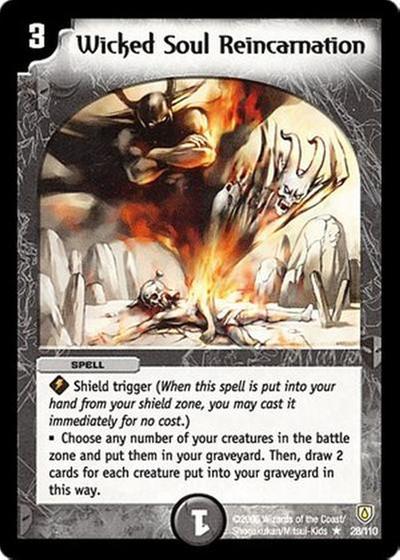 3 Wicked Soul Reincarnation
SPELL
Shield trigger (When this spell is put into your
hand from your shield zone, you may cast it
immediately for no cost.)
▪ Choose any number of your creatures in the battle
zone and put them in your graveyard. Then, draw 2
cards for each creature put into your graveyard in
this way.
1
©2006 Wizards of the Coast/
Shogakukan/Mitsui-Kids ★ 28/110